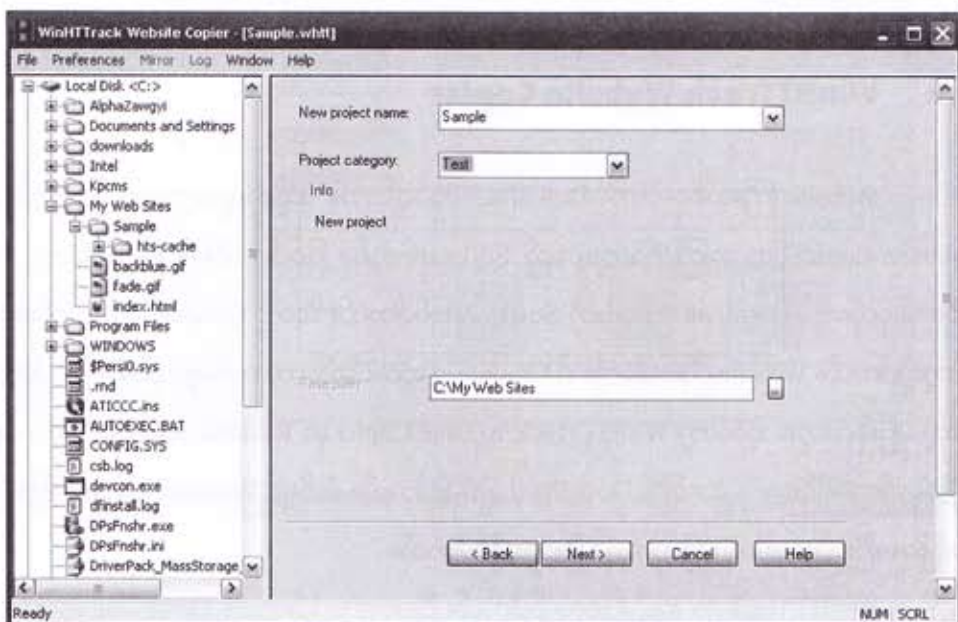 WinHTTrack Website Copier - [Sample.whtt]
File Preferences Mirror Log Window Help
Local Disk <C:>
AlphaZawgyi
Documents and Settings
downloads
Intel
Kpcms
My Web Sites
Sample
hts-cache
backblue.gif
fade.gif
index.html
Program Files
WINDOWS
$Persi0.sys
.rnd
ATICCC.ins
AUTOEXEC.BAT
CONFIG.SYS
csb.log
devcon.exe
dfinstall.log
DPsFnshr.exe
DPsFnshr.ini
DriverPack_MassStorage
New project name:
Sample
Project category:
Test
Info
New project
C:\My Web Sites
..
< Back
Next >
Cancel
Help
Ready
NUM SCRL